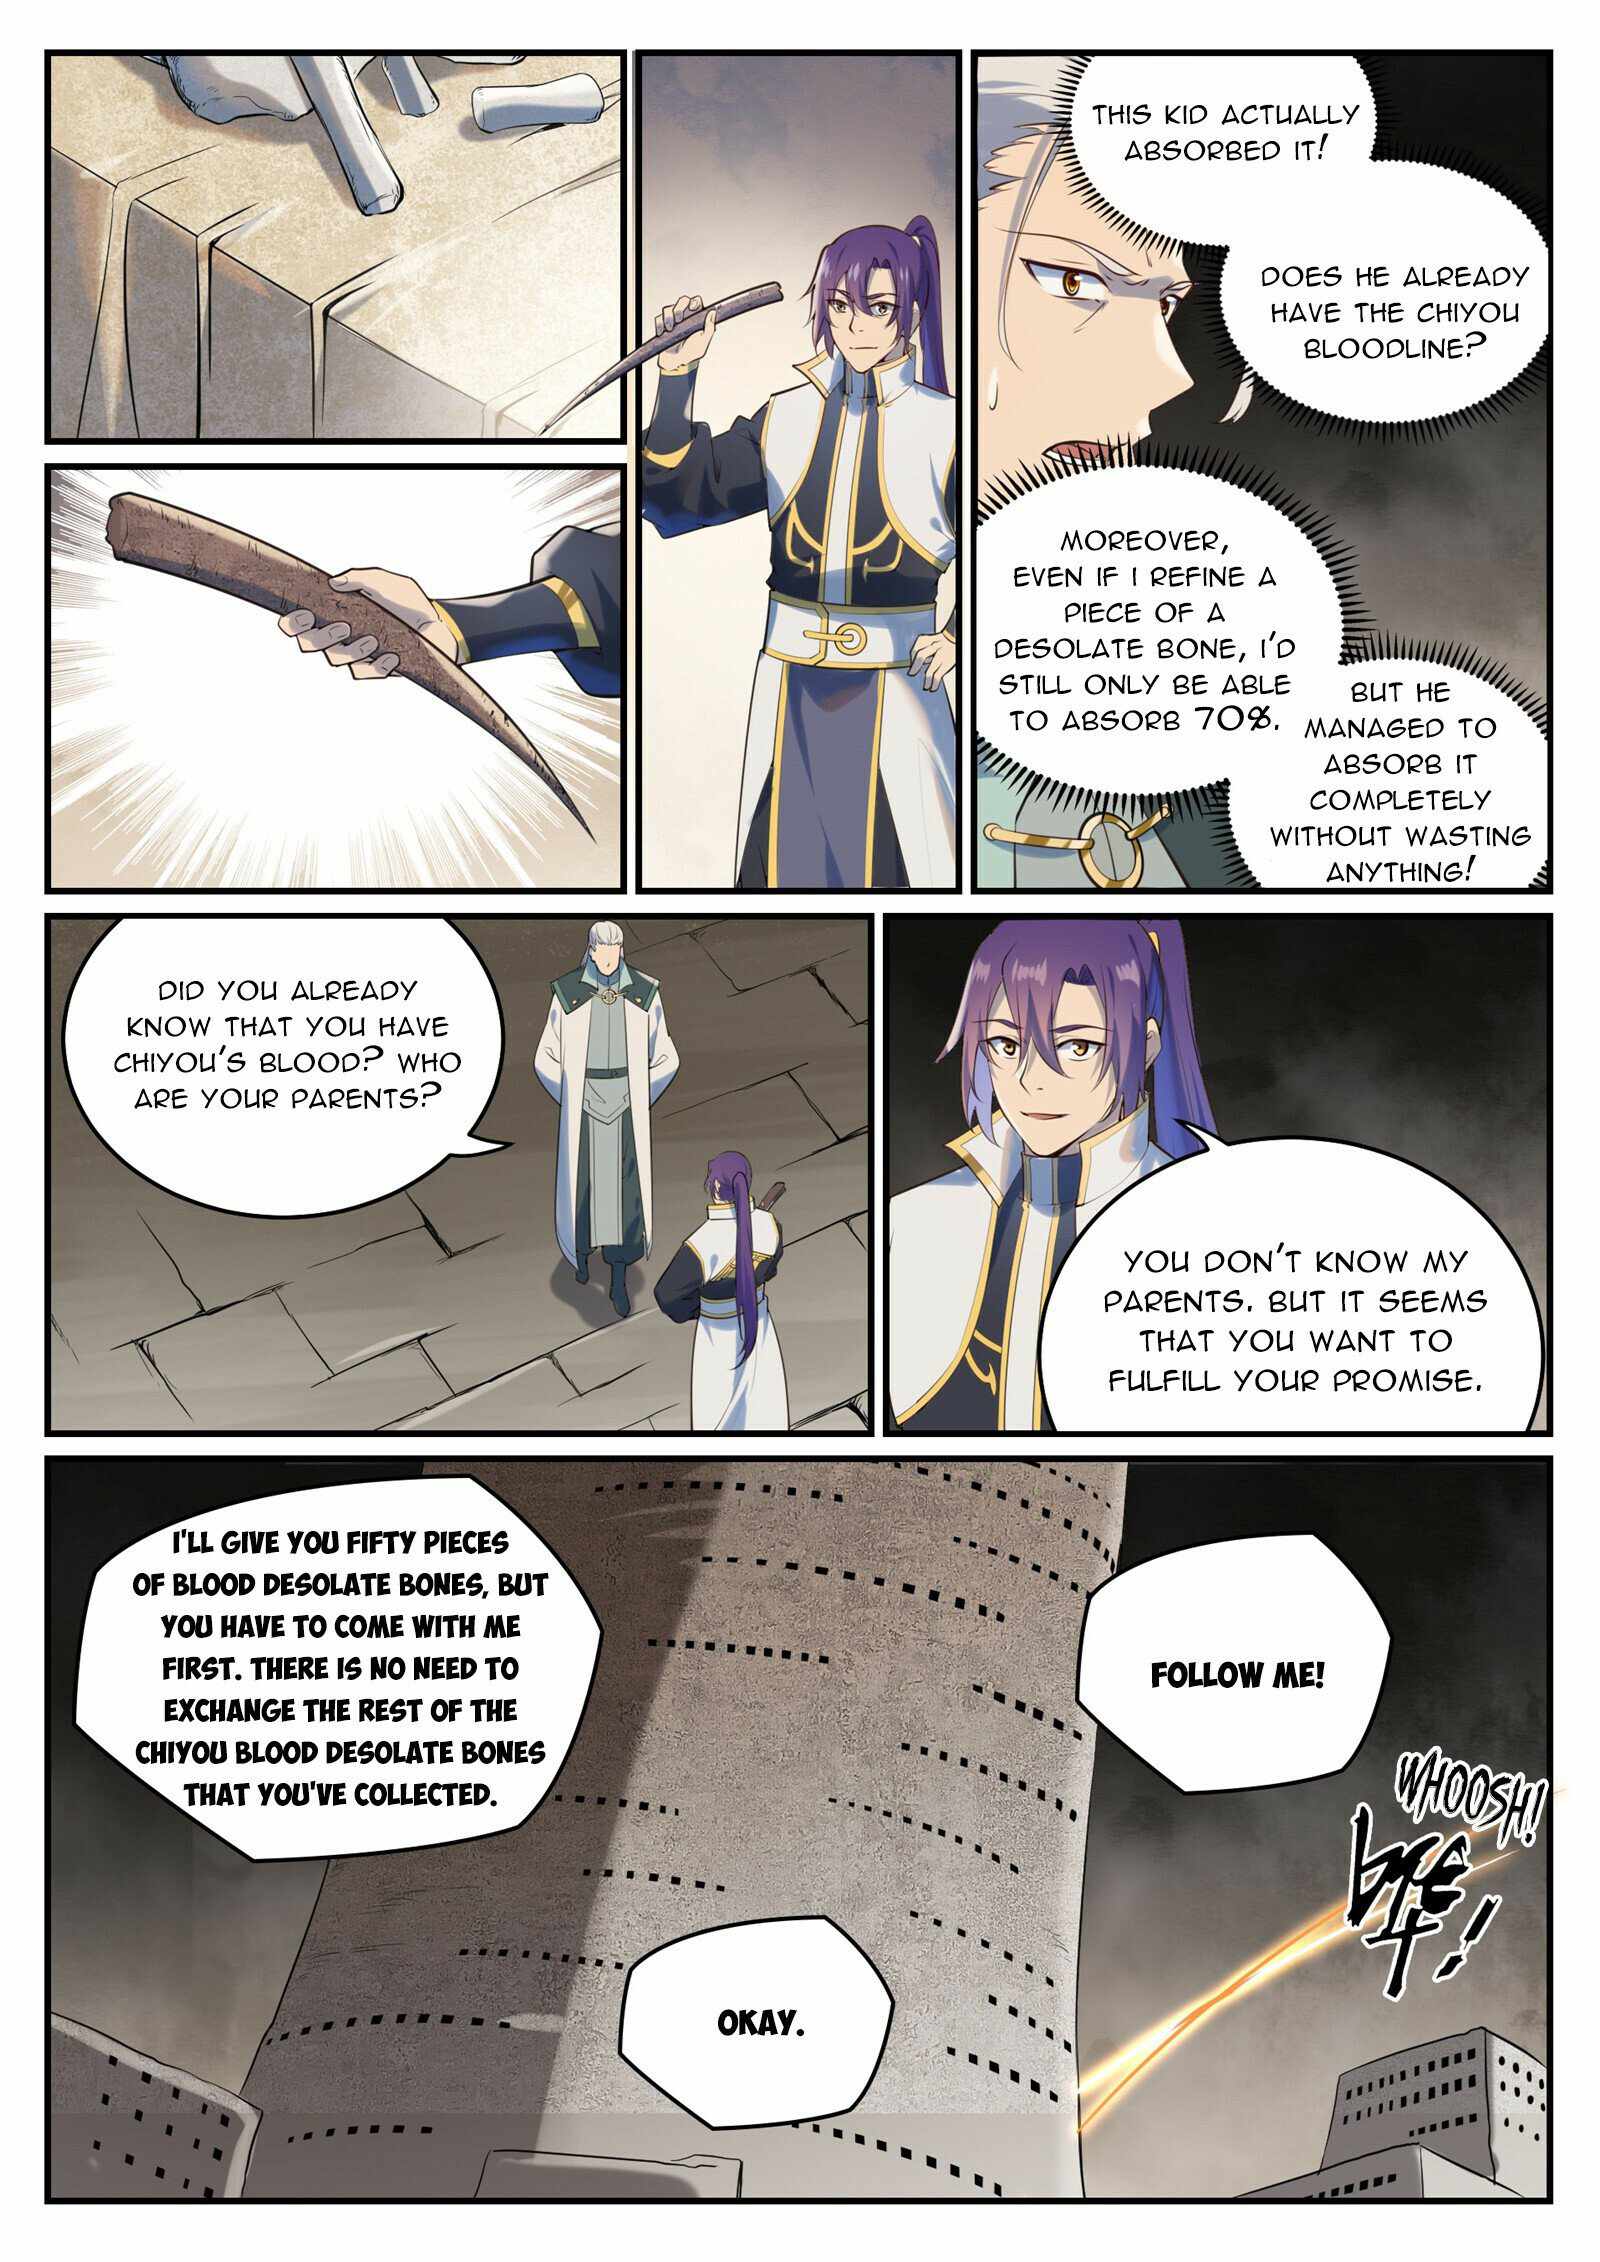 THIS KID ACTUALLY
ABSORBED IT!
DOES HE ALREADY
HAVE THE CHIYOU
BLOODLINE?
MOREOVER,
EVEN IF I REFINE A
PIECE OF A
DESOLATE BONE, I'D
STILL ONLY BE ABLE
TO ABSORB 70%.
BUT HE
MANAGED TO
ABSORB IT
COMPLETELY
WITHOUT WASTING
ANYTHING!
DID YOU ALREADY
KNOW THAT YOU HAVE
CHIYOU'S BLOOD? WHO
ARE YOUR PARENTS?
YOU DON'T KNOW MY
PARENTS. BUT IT SEEMS
THAT YOU WANT TO
FULFILL YOUR PROMISE.
I'LL GIVE YOU FIFTY PIECES
OF BLOOD DESOLATE BONES, BUT
YOU HAVE TO COME WITH ME
FIRST. THERE IS NO NEED TO
EXCHANGE THE REST OF THE
CHIYOU BLOOD DESOLATE BONES
THAT YOU'VE COLLECTED.
FOLLOW ME!
WHOOSH!
OKAY.